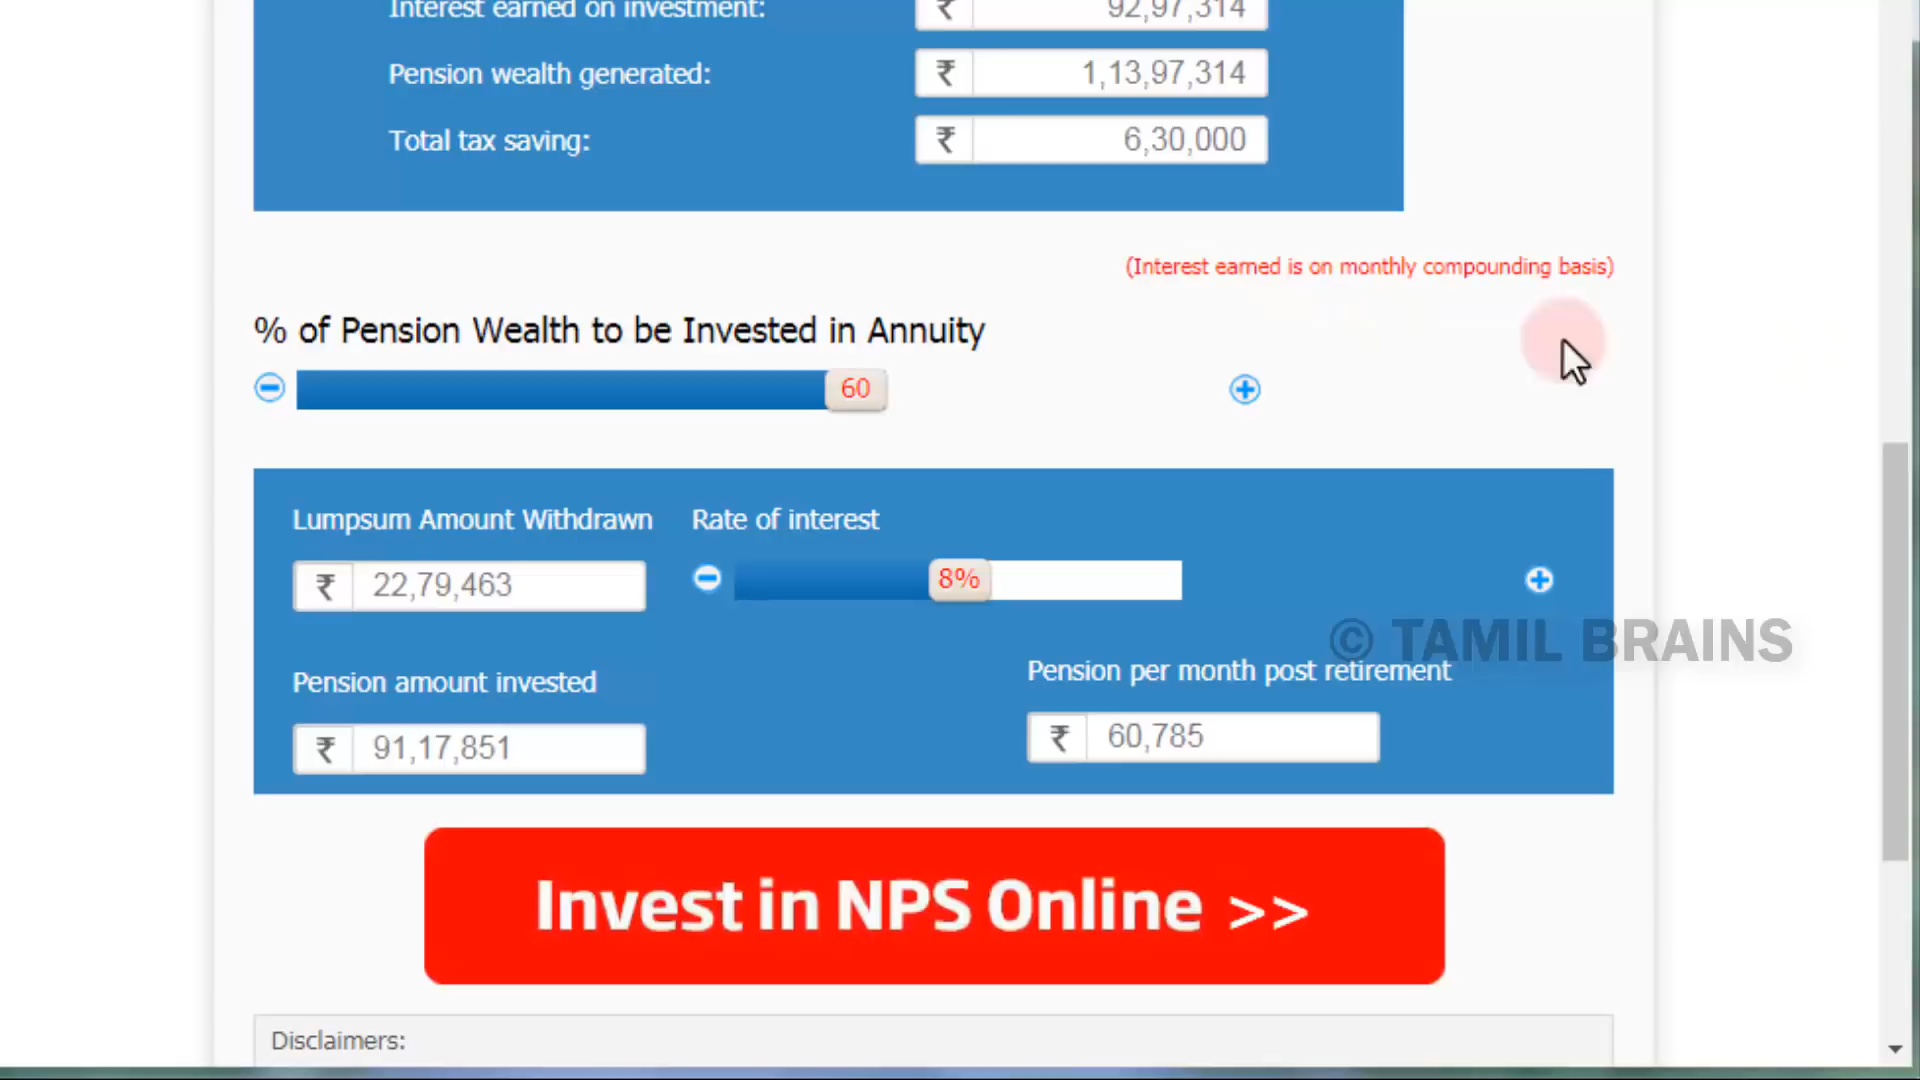 Interest earned on investment: ₹ 92,97,314
Pension wealth generated: ₹ 1,13,97,314
Total tax saving: ₹ 6,30,000
(Interest earned is on monthly compounding basis)
% of Pension Wealth to be Invested in Annuity
60
Lumpsum Amount Withdrawn Rate of interest
₹ 22,79,463 8%
© TAMIL BRAINS
Pension amount invested Pension per month post retirement
₹ 91,17,851 ₹ 60,785
Invest in NPS Online >>
Disclaimers: